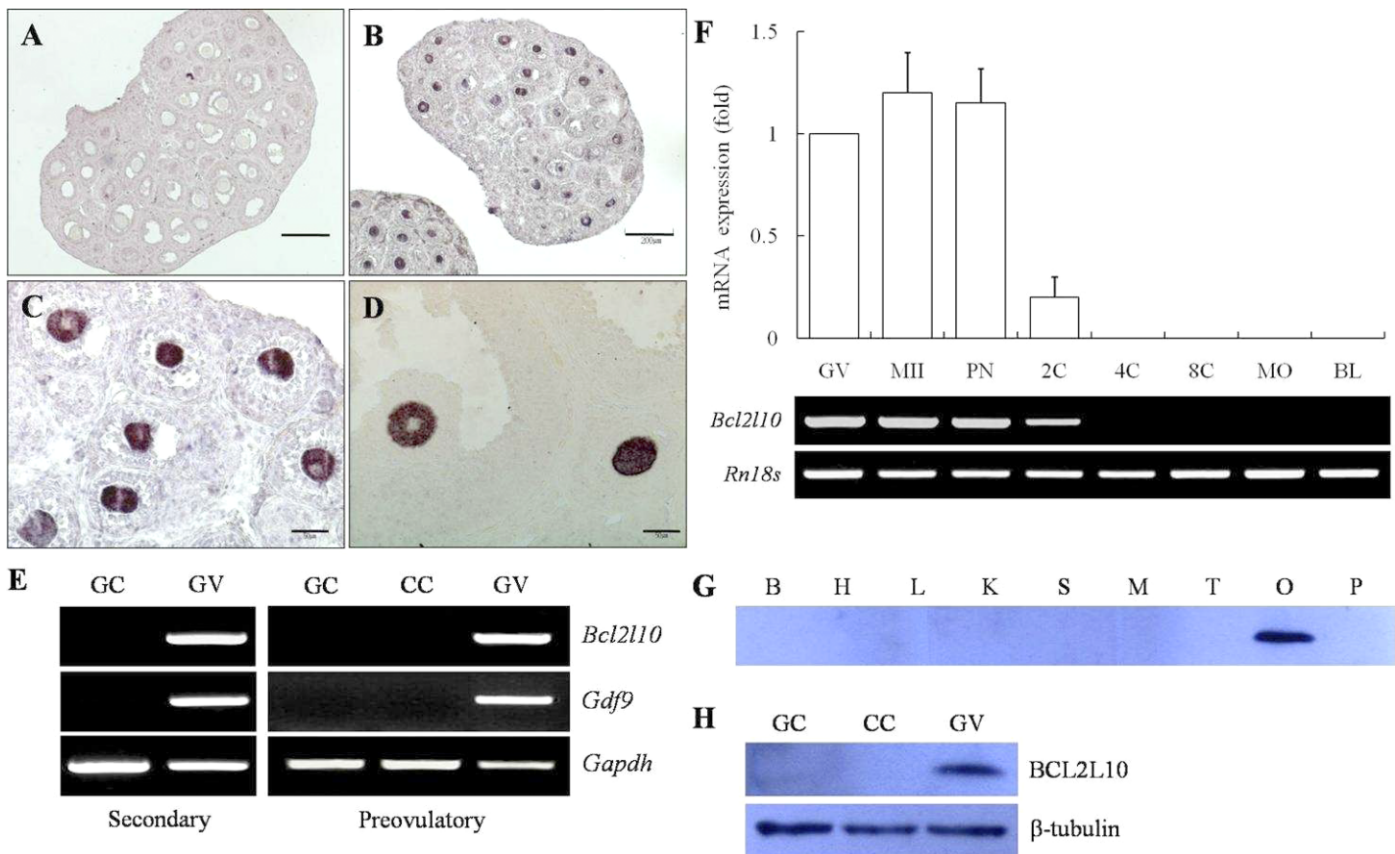 A
B
200μm
C
D
E
GC GV GC CC GV
Bcl2l10
Gdf9
Gapdh
Secondary Preovulatory
F
mRNA expression (fold)
1.5
1
0.5
0
GV MII PN 2C 4C 8C MO BL
Bcl2l10
Rn18s
G
B H L K S M T O P
H
GC CC GV
BCL2L10
β-tubulin